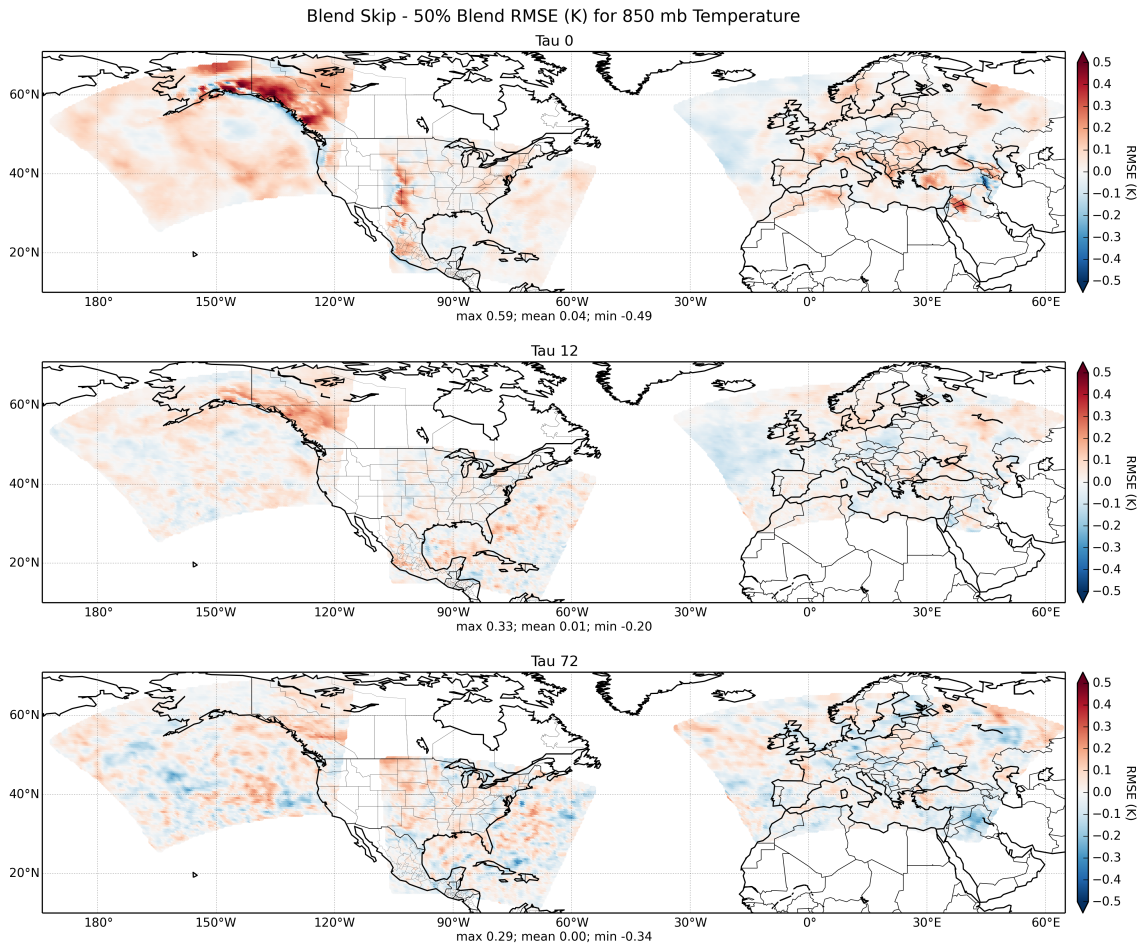 Blend Skip - 50% Blend RMSE (K) for 850 mb Temperature
Tau 0
60°N
40°N
20°N
180°
150°W
120°W
90°W
60°W
30°W
0°
30°E
60°E
max 0.59; mean 0.04; min -0.49
0.5
0.4
0.3
0.2
0.1
0.0
−0.1
−0.2
−0.3
−0.4
−0.5
RMSE (K)
Tau 12
60°N
40°N
20°N
180°
150°W
120°W
90°W
60°W
30°W
0°
30°E
60°E
max 0.33; mean 0.01; min -0.20
0.5
0.4
0.3
0.2
0.1
0.0
−0.1
−0.2
−0.3
−0.4
−0.5
RMSE (K)
Tau 72
60°N
40°N
20°N
180°
150°W
120°W
90°W
60°W
30°W
0°
30°E
60°E
max 0.29; mean 0.00; min -0.34
0.5
0.4
0.3
0.2
0.1
0.0
−0.1
−0.2
−0.3
−0.4
−0.5
RMSE (K)